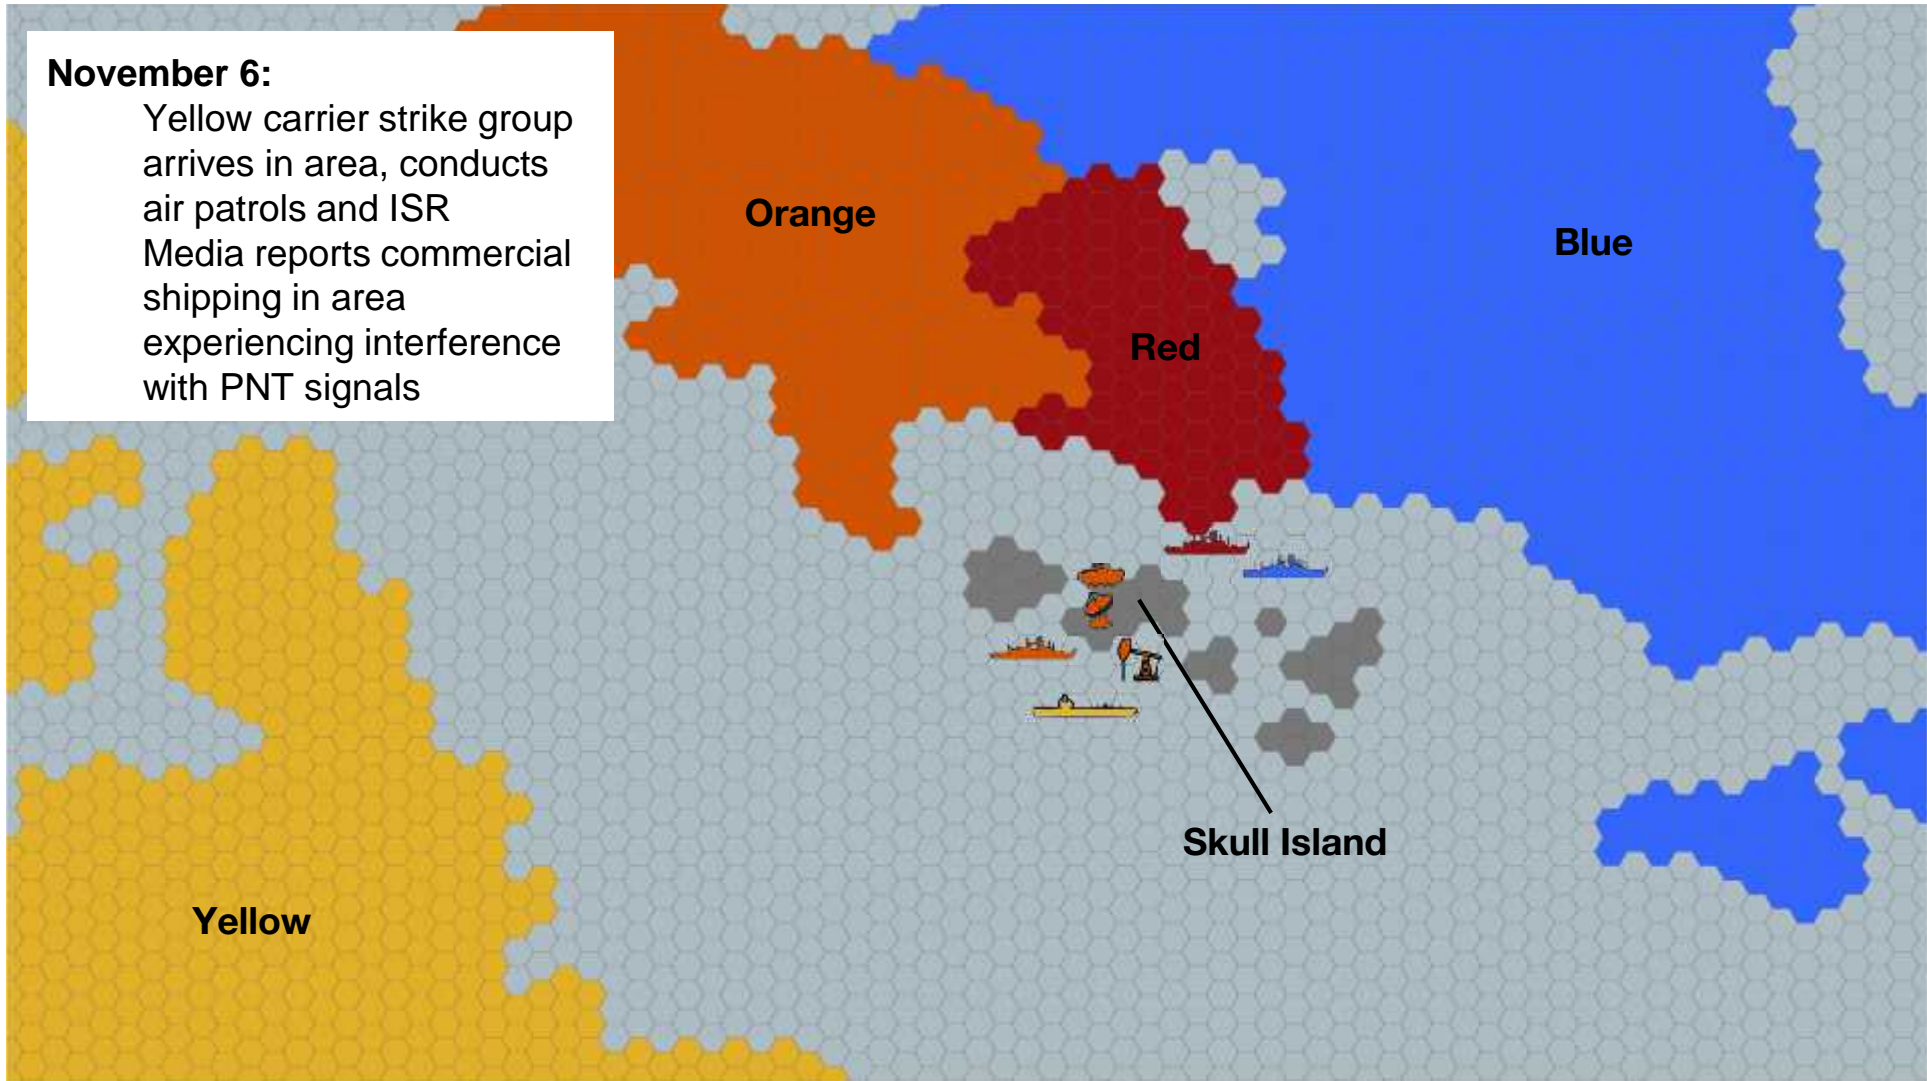 November 6:
Yellow carrier strike group
arrives in area, conducts
air patrols and ISR
Media reports commercial
shipping in area
experiencing interference
with PNT signals
Orange
Blue
Red
Skull Island
Yellow